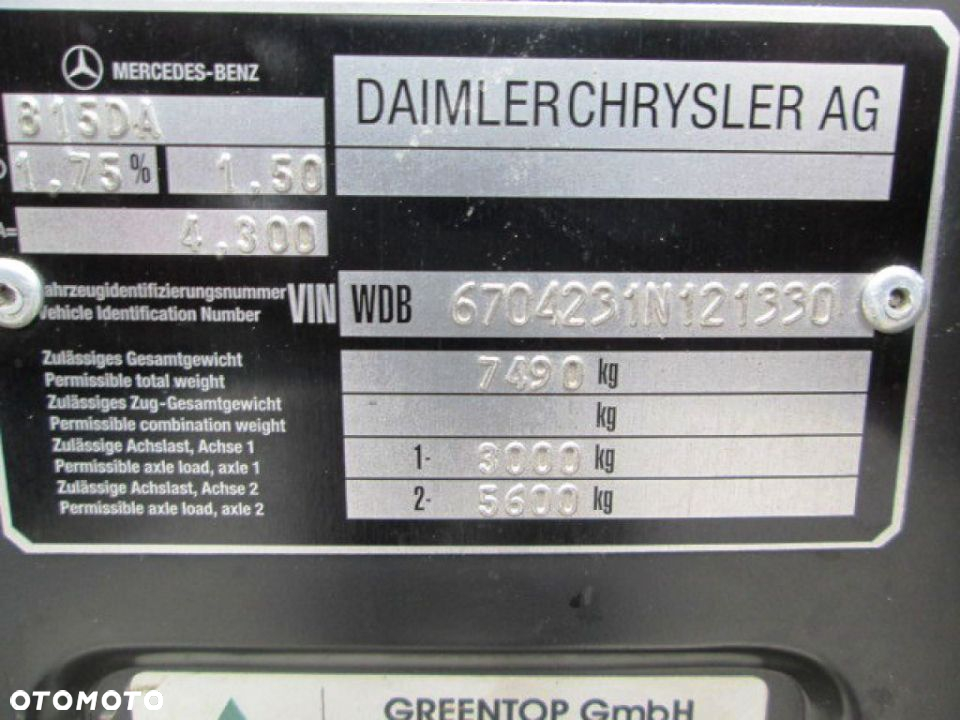 MERCEDES-BENZ
815DA
DAIMLERCHRYSLER AG
1,75% 1,50
A= 4,300
Fahrzeugidentifizierungsnummer
Vehicle Identification Number
VIN WDB 6704231N121330
Zulässiges Gesamtgewicht
Permissible total weight
7490 kg
Zulässiges Zug-Gesamtgewicht
Permissible combination weight
kg
Zulässige Achslast, Achse 1
Permissible axle load, axle 1
1- 3000 kg
Zulässige Achslast, Achse 2
Permissible axle load, axle 2
2- 5600 kg
GREENTOP GmbH
OTOMOTO